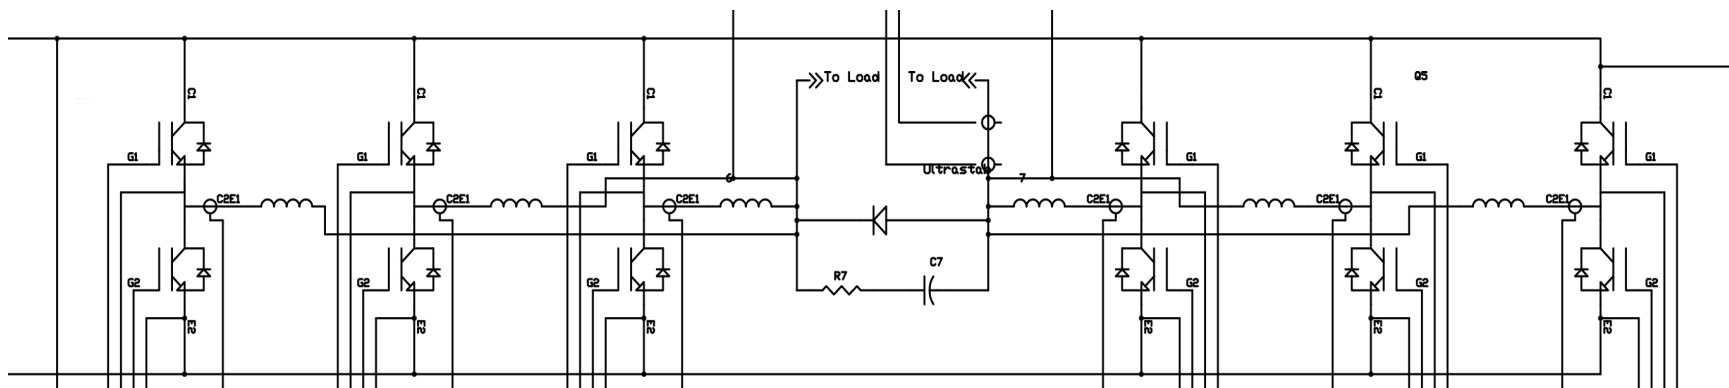 To Load To Load Q5
C1 C1 C1 C1 C1
G1 G1 G1 G1 G1 G1
6 7
C2E1 C2E1 C2E1 C2E1 C2E1 C2E1
C7
R7
G2 G2 G2 G2 G2 G2
E2 E2 E2 E2 E2 E2